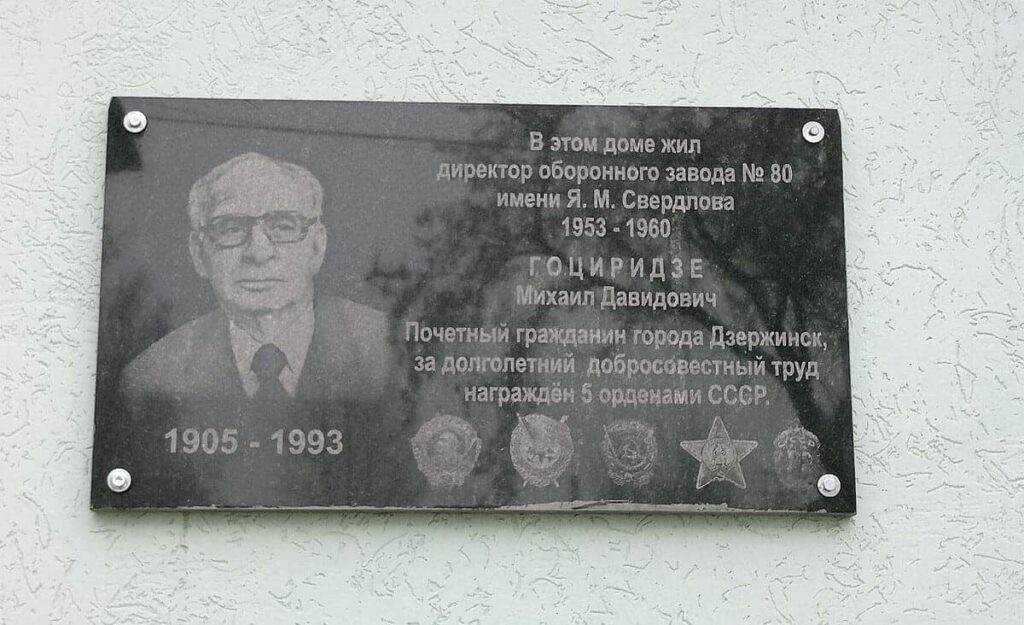 В этом доме жил
директор оборонного завода № 80
имени Я. М. Свердлова
1953 - 1960
ГОЦИРИДЗЕ
Михаил Давидович
Почетный гражданин города Дзержинск,
за долголетний добросовестный труд
награждён 5 орденами СССР.
1905 - 1993